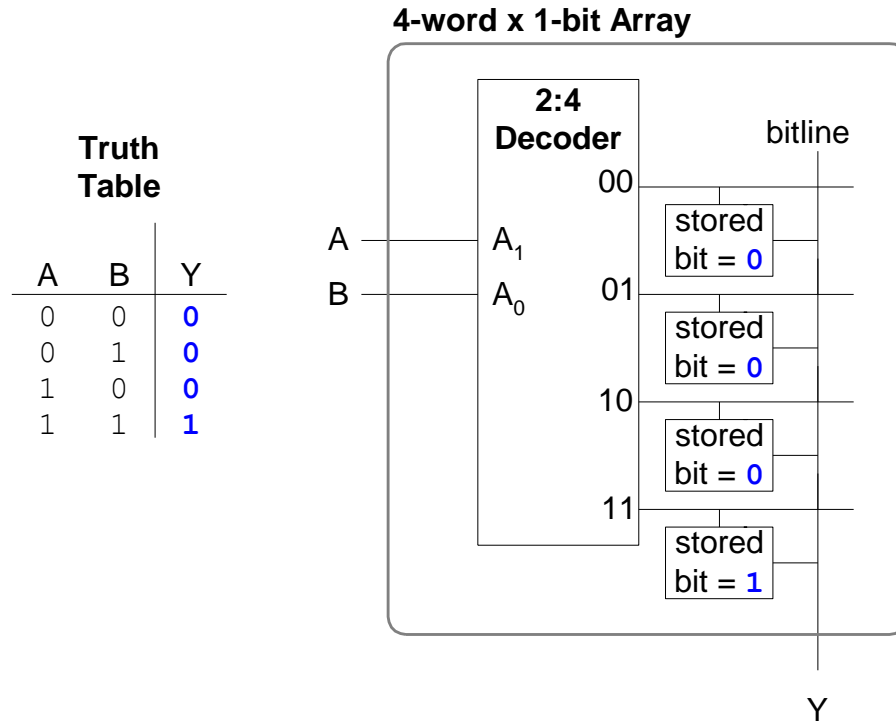 4-word x 1-bit Array
2:4
Decoder
bitline
Truth
Table
00
stored
bit = 0
A
A1
A B Y
B
A0
01
0 0 0
0 1 0
1 0 0
1 1 1
stored
bit = 0
10
stored
bit = 0
11
stored
bit = 1
Y